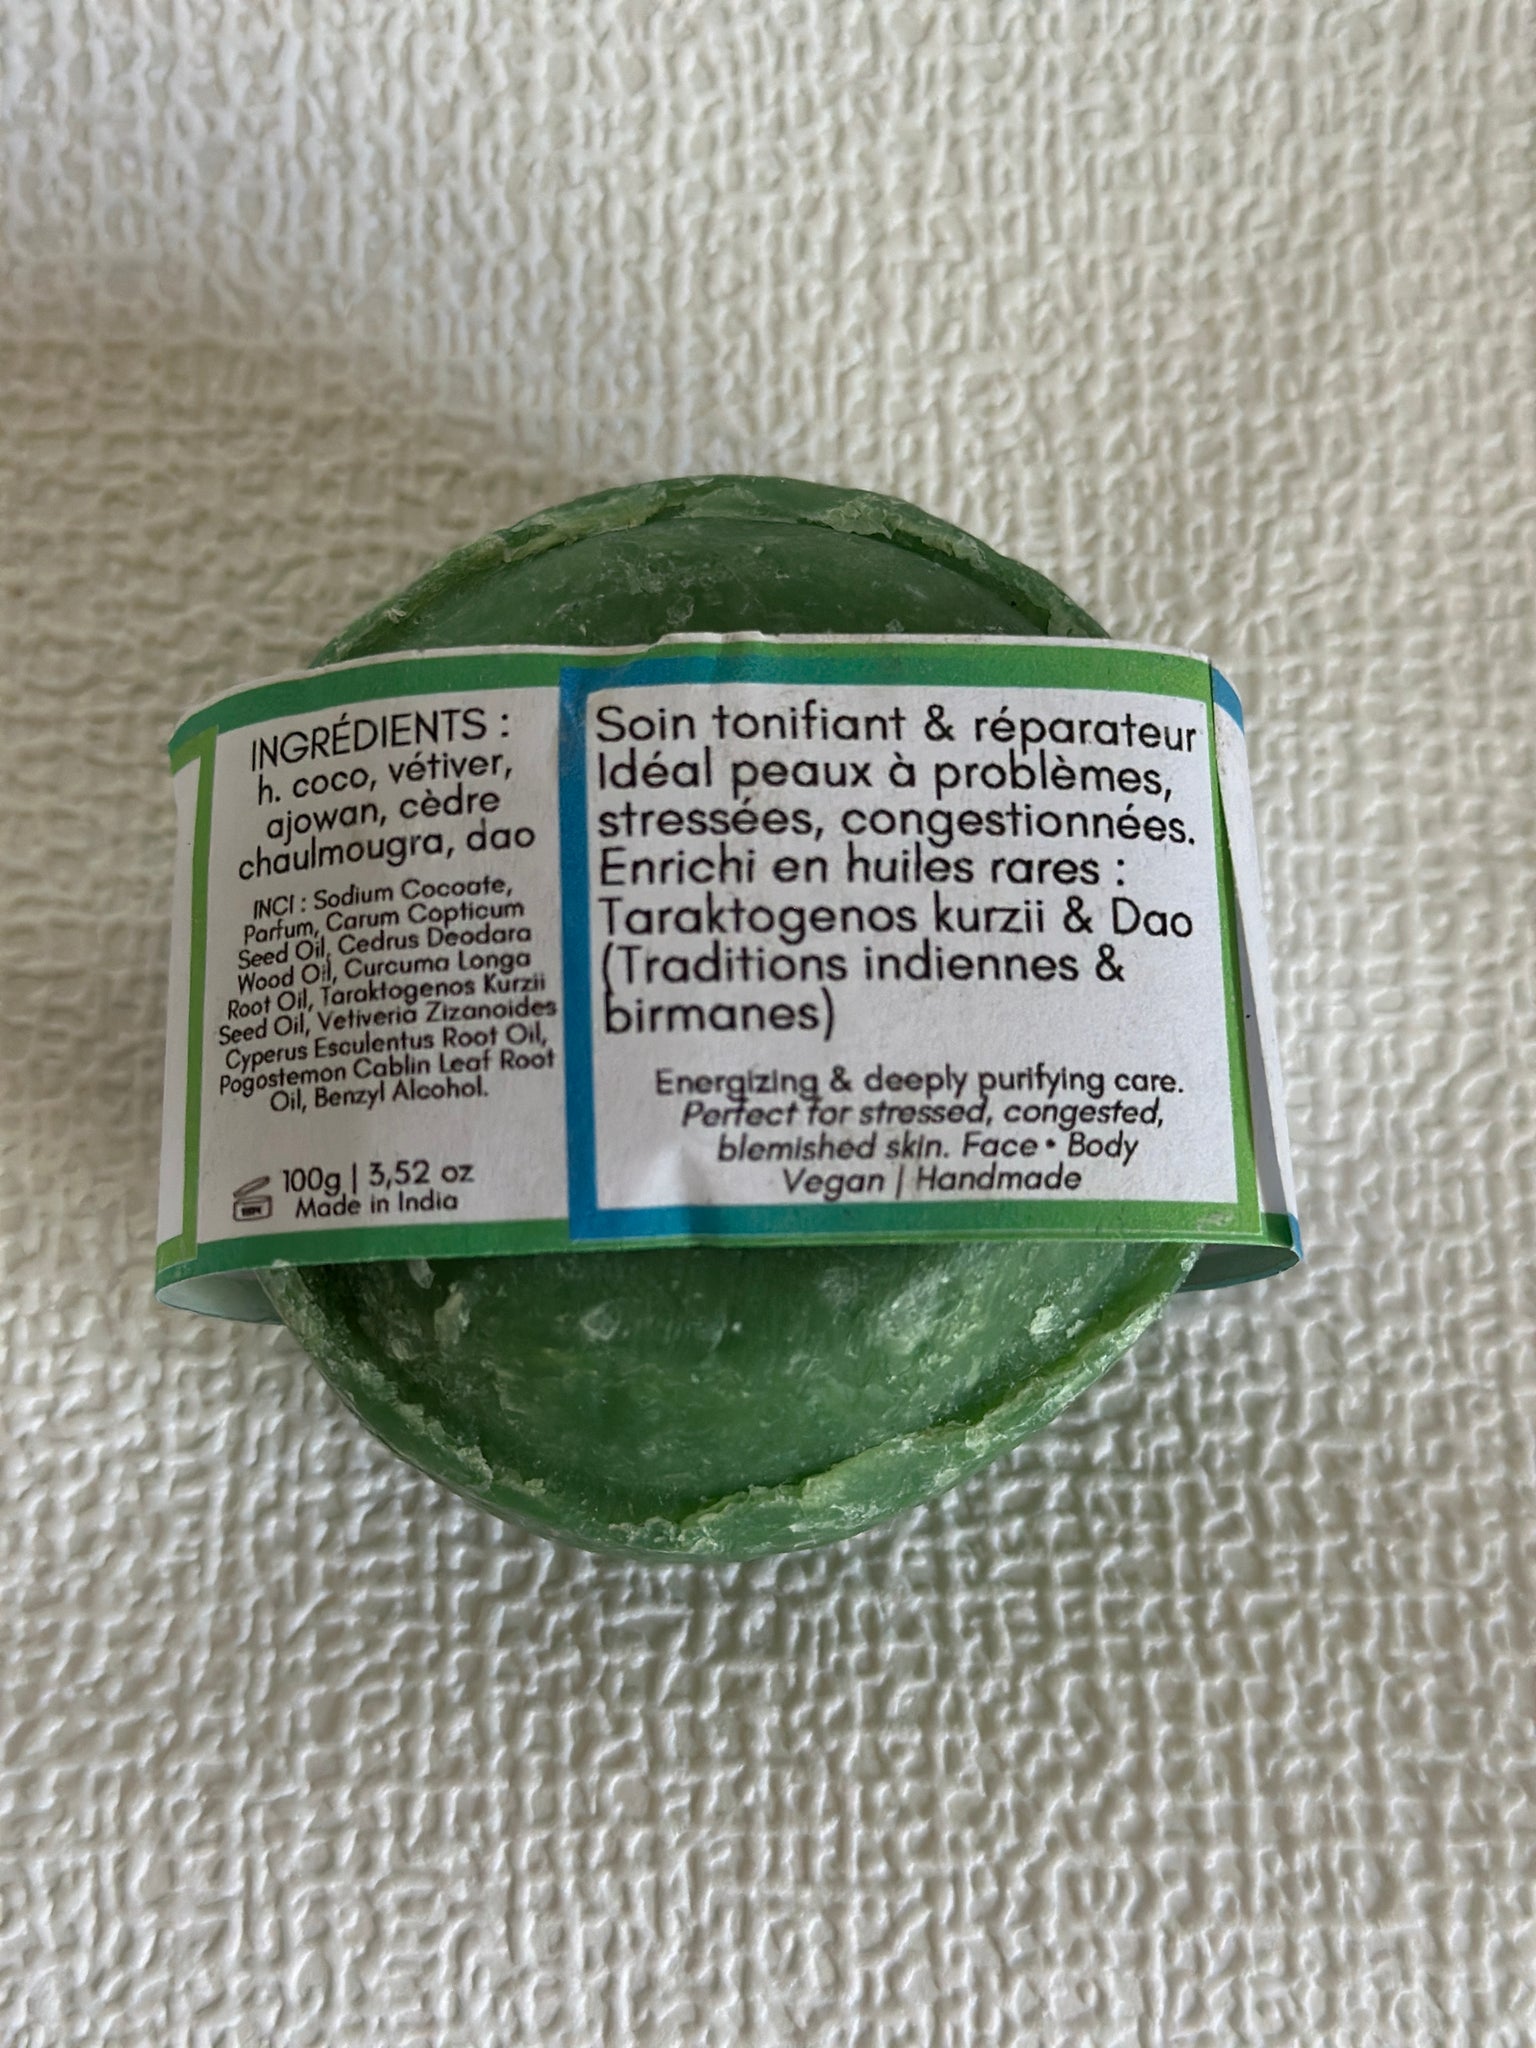 INGRÉDIENTS :
h. coco, vétiver,
ajowan, cèdre
chaulmougra, dao
INCI : Sodium Cocoate,
Parfum, Carum Copticum
Seed Oil, Cedrus Deodara
Wood Oil, Curcuma Longa
Root Oil, Taraktogenos Kurzii
Seed Oil, Vetiveria Zizanoides
Cyperus Esculentus Root Oil,
Pogostemon Cablin Leaf Root
Oil, Benzyl Alcohol.
100g | 3,52 oz
Made in India
Soin tonifiant & réparateur
Idéal peaux à problèmes,
stressées, congestionnées.
Enrichi en huiles rares :
Taraktogenos kurzii & Dao
(Traditions indiennes &
birmanes)
Energizing & deeply purifying care.
Perfect for stressed, congested,
blemished skin. Face • Body
Vegan | Handmade